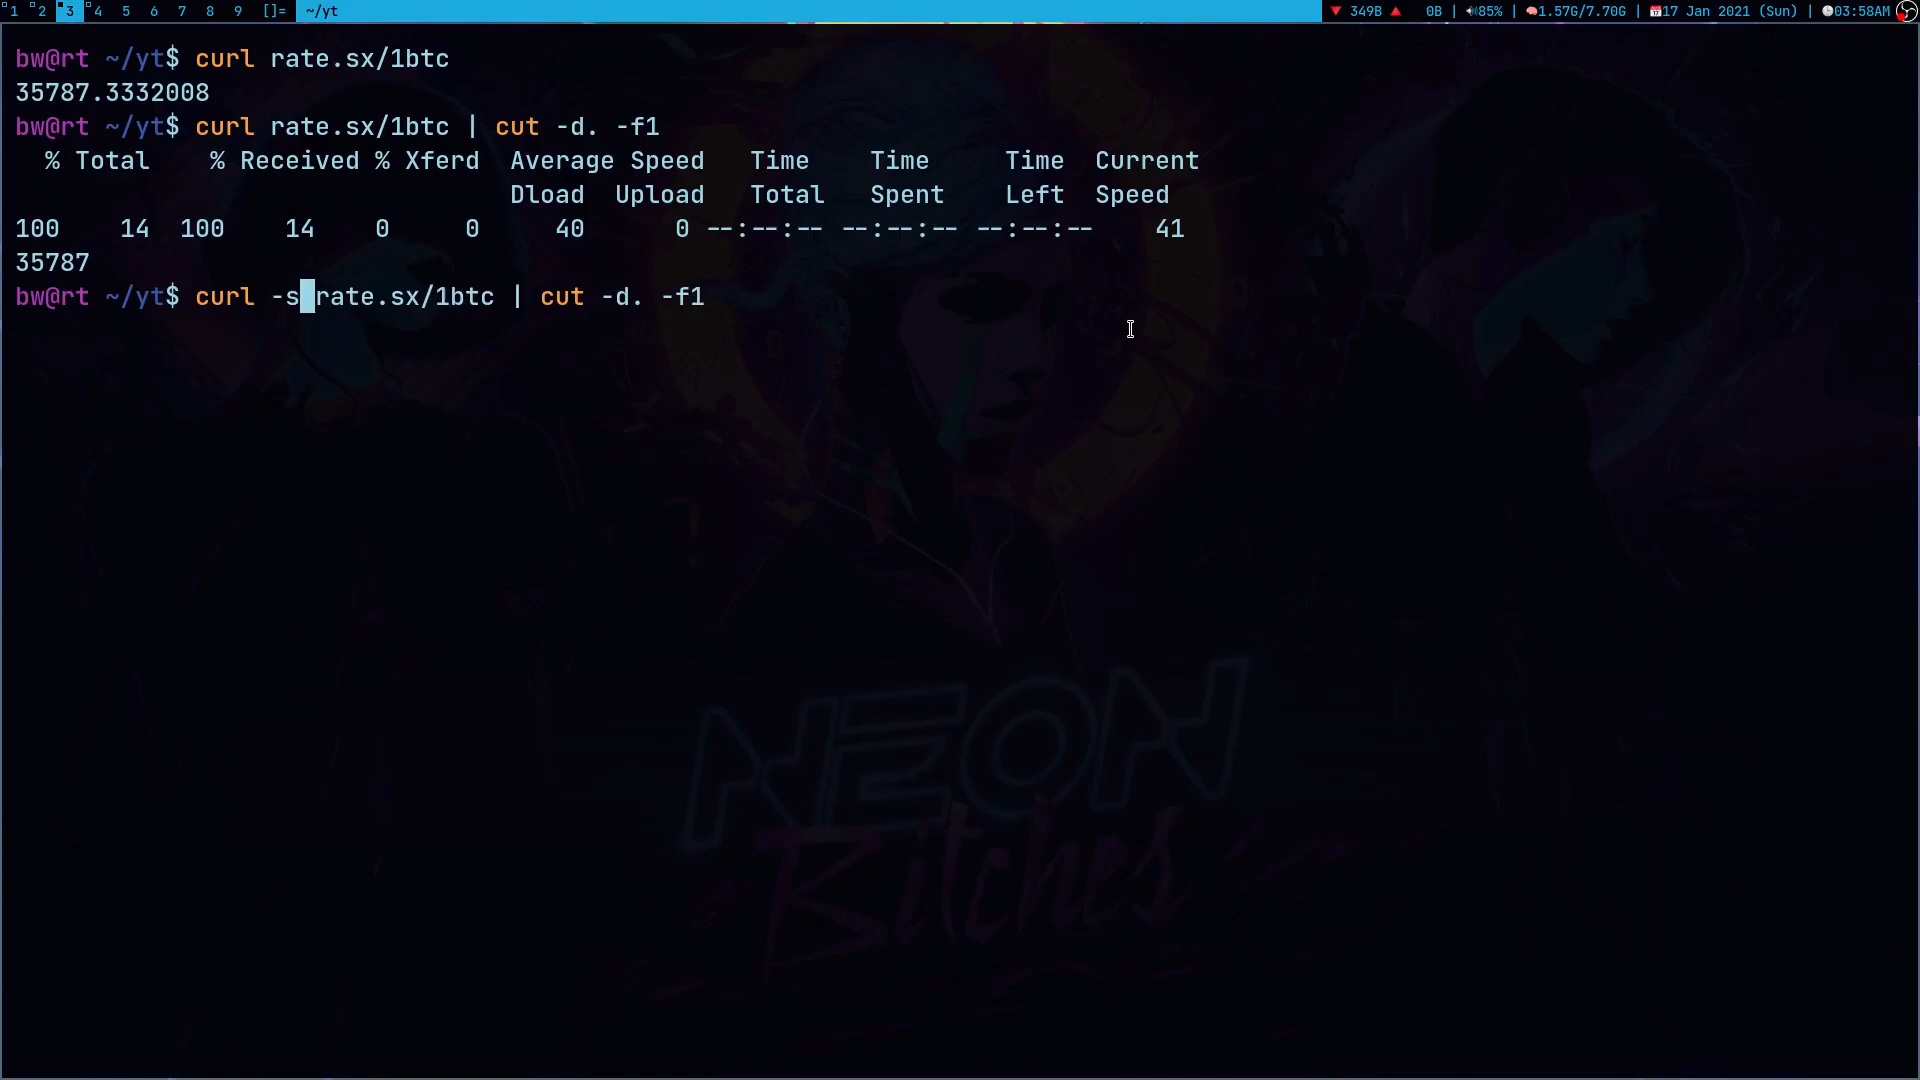 1 2 3 4 5 6 7 8 9 []= ~/yt 349B 0B | 85% | 1.57G/7.70G | 17 Jan 2021 (Sun) | 03:58AM
bw@rt ~/yt$ curl rate.sx/1btc
35787.3332008
bw@rt ~/yt$ curl rate.sx/1btc | cut -d. -f1
% Total % Received % Xferd Average Speed Time Time Time Current
Dload Upload Total Spent Left Speed
100 14 100 14 0 0 40 0 --:--:-- --:--:-- --:--:-- 41
35787
bw@rt ~/yt$ curl -s rate.sx/1btc | cut -d. -f1
NEON
Bitches